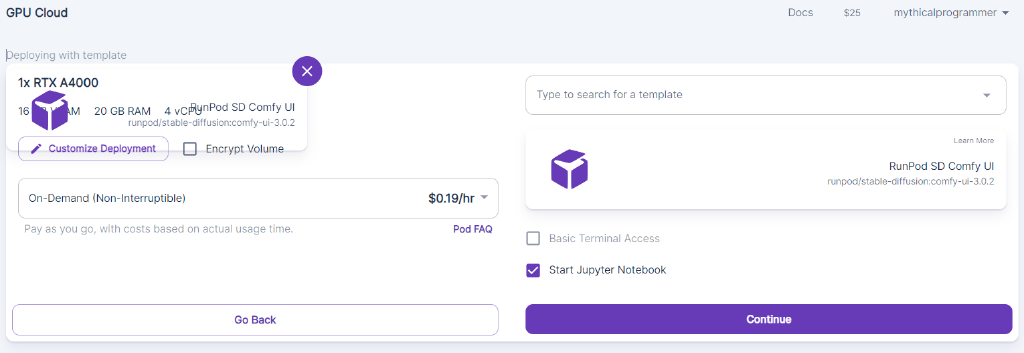 GPU Cloud
Docs
$25
mythicalprogrammer
Deploying with template
1x RTX A4000
RunPod SD Comfy UI
16 GB VRAM 20 GB RAM 4 vCPU
runpod/stable-diffusion:comfy-ui-3.0.2
Customize Deployment
Encrypt Volume
On-Demand (Non-Interruptible)
$0.19/hr
Pay as you go, with costs based on actual usage time.
Pod FAQ
Go Back
Type to search for a template
Learn More
RunPod SD Comfy UI
runpod/stable-diffusion:comfy-ui-3.0.2
Basic Terminal Access
Start Jupyter Notebook
Continue